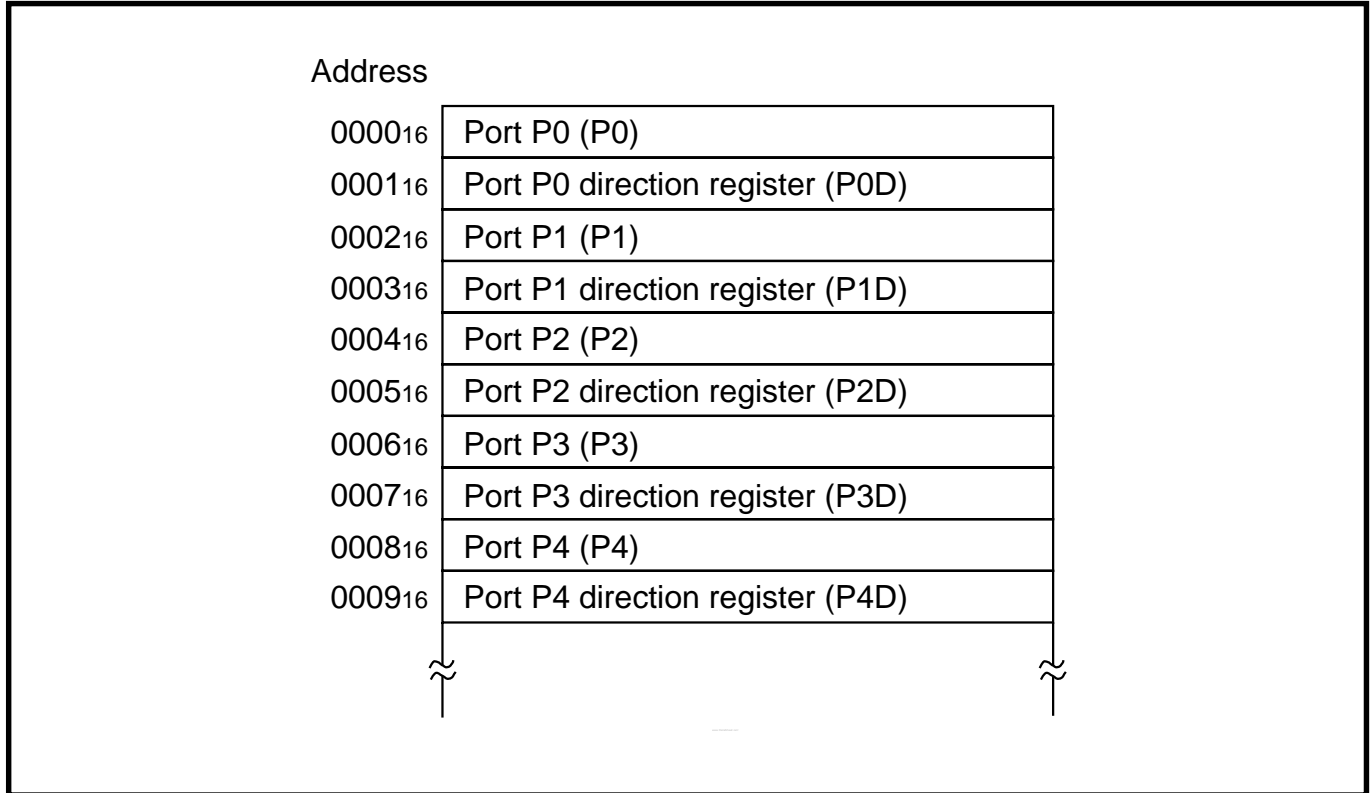 Address
0000₁₆ Port P0 (P0)
0001₁₆ Port P0 direction register (P0D)
0002₁₆ Port P1 (P1)
0003₁₆ Port P1 direction register (P1D)
0004₁₆ Port P2 (P2)
0005₁₆ Port P2 direction register (P2D)
0006₁₆ Port P3 (P3)
0007₁₆ Port P3 direction register (P3D)
0008₁₆ Port P4 (P4)
0009₁₆ Port P4 direction register (P4D)